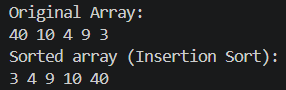 Original Array:
40 10 4 9 3
Sorted array (Insertion Sort):
3 4 9 10 40